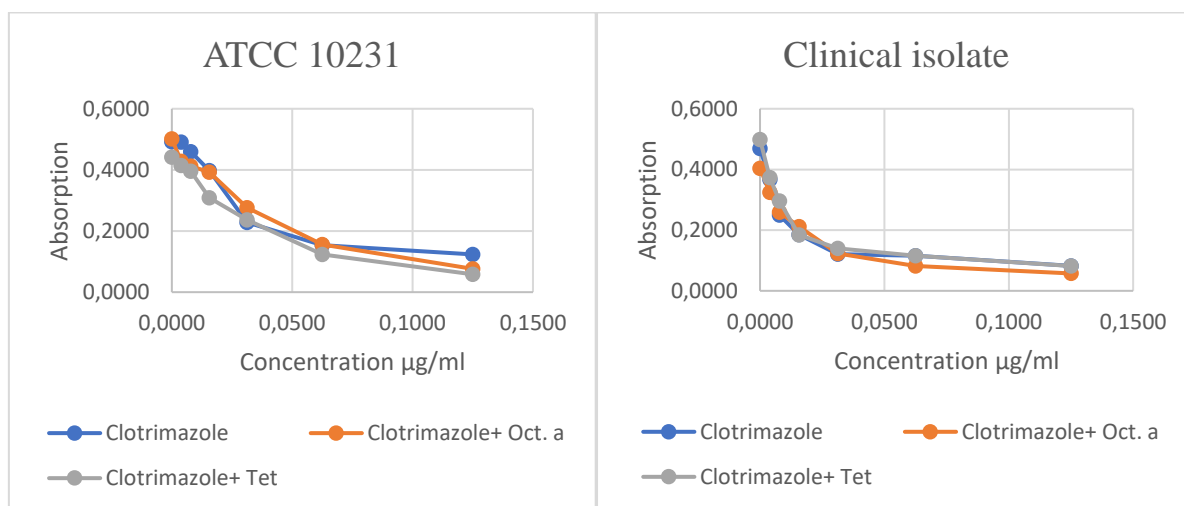 ATCC 10231
0,6000
0,4000
0,2000
0,0000
Absorption
0,0000 0,0500 0,1000 0,1500
Concentration µg/ml
Clotrimazole
Clotrimazole+ Oct. a
Clotrimazole+ Tet
Clinical isolate
0,6000
0,4000
0,2000
0,0000
Absorption
0,0000 0,0500 0,1000 0,1500
Concentration µg/ml
Clotrimazole
Clotrimazole+ Oct. a
Clotrimazole+ Tet